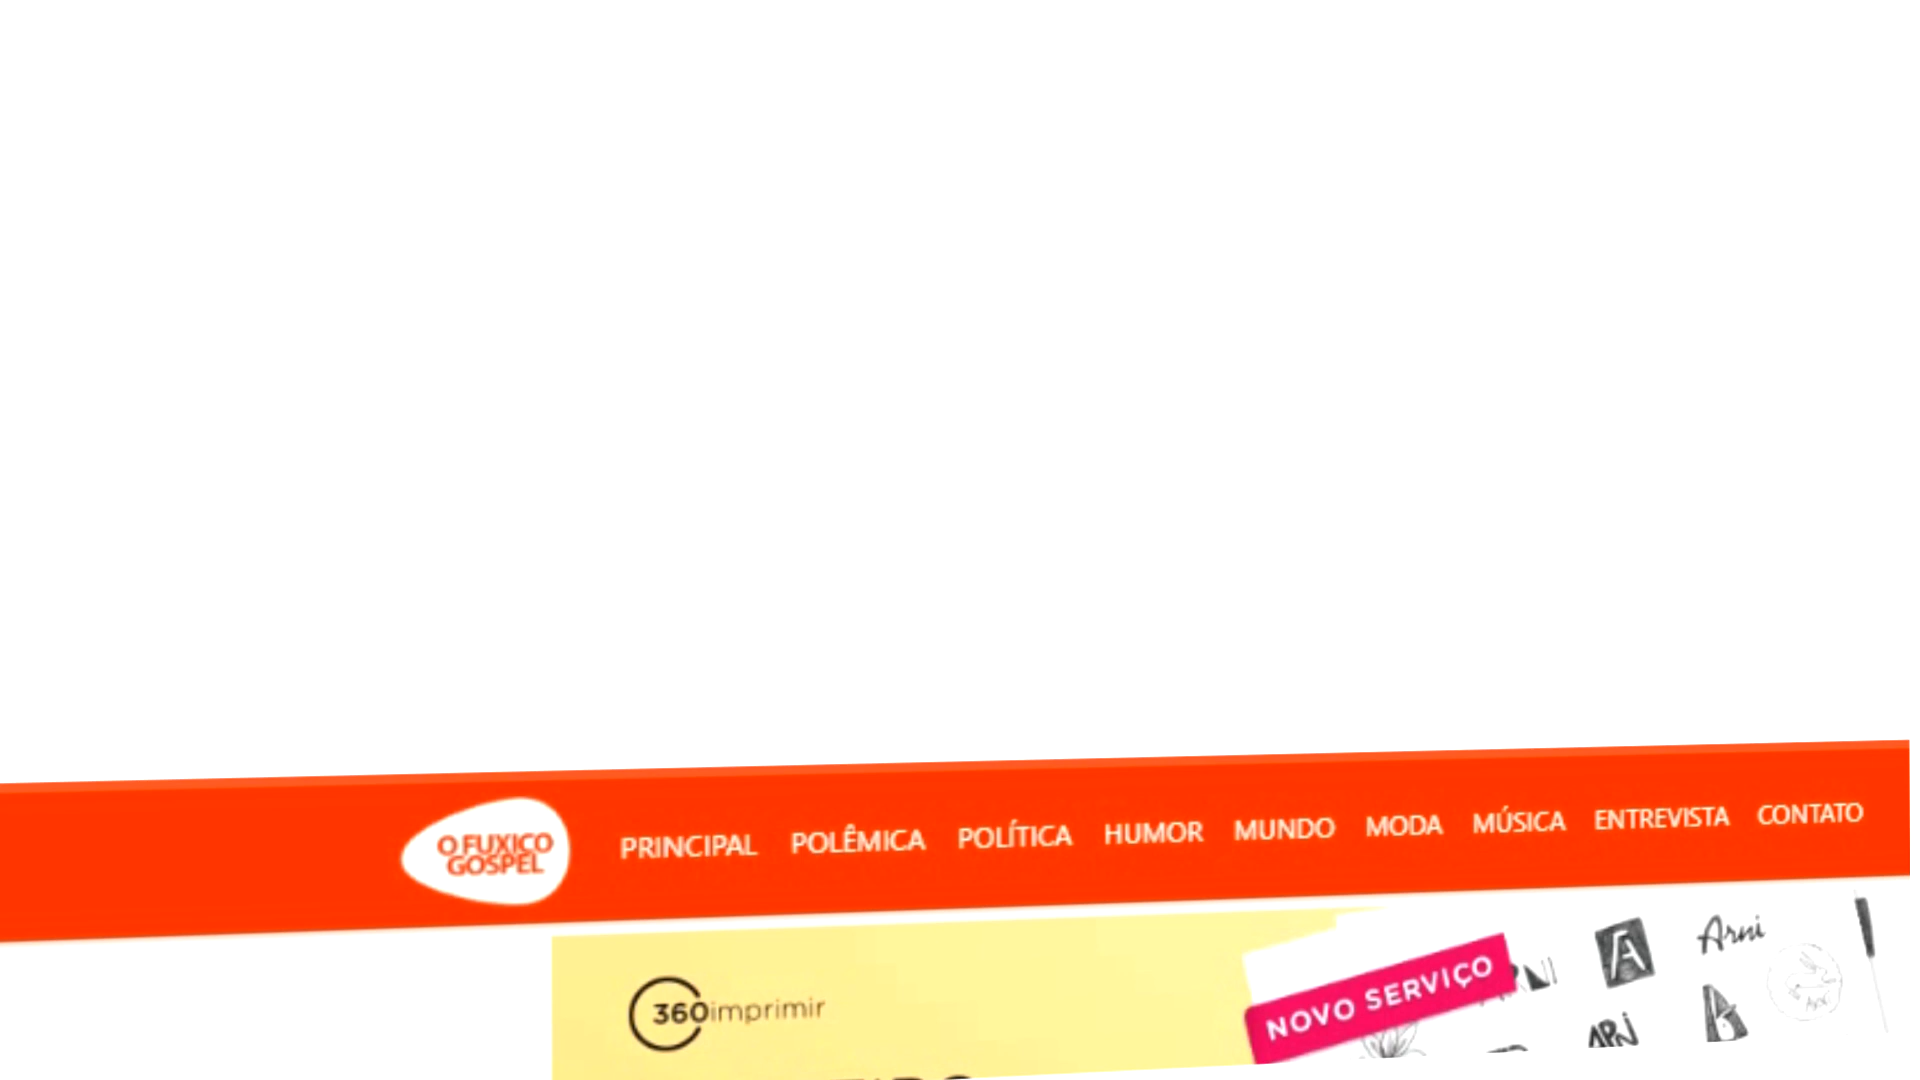 O FUXICO
GOSPEL
PRINCIPAL POLÊMICA POLÍTICA HUMOR MUNDO MODA MÚSICA ENTREVISTA CONTATO
360imprimir
NOVO SERVIÇO
Arni